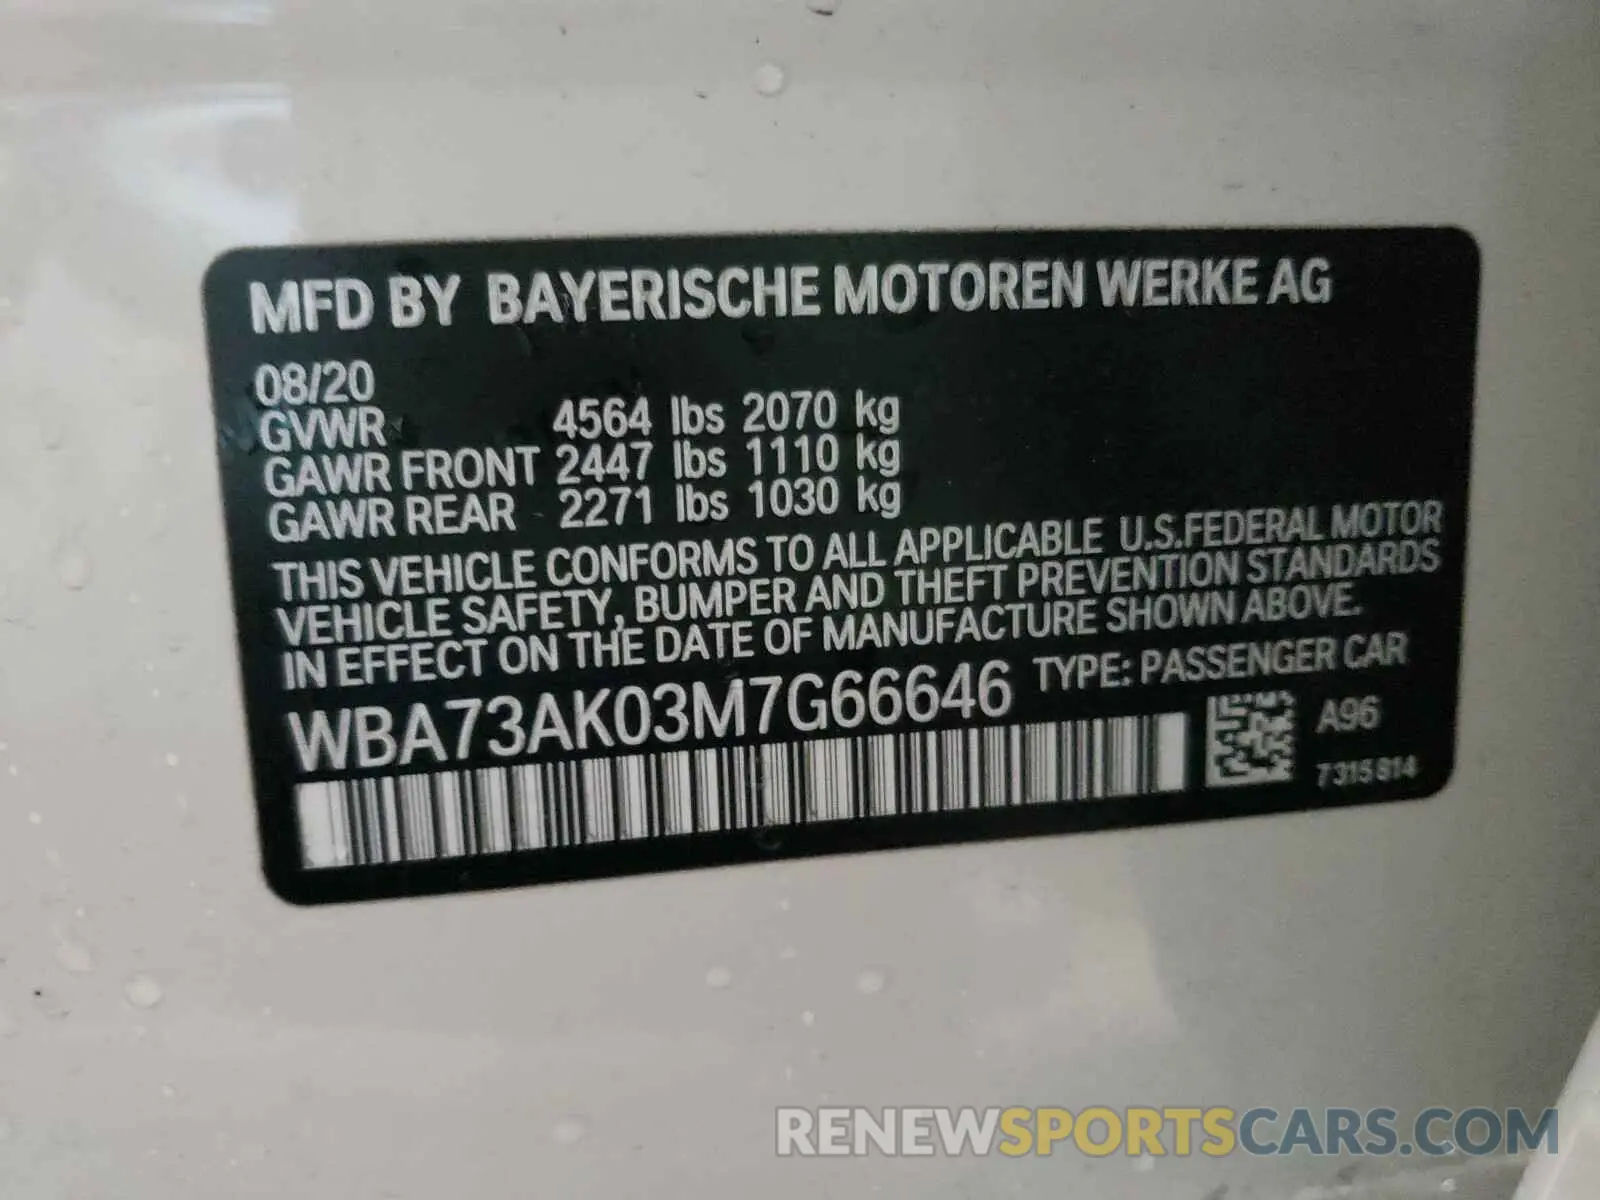 MFD BY BAYERISCHE MOTOREN WERKE AG
08/20
GVWR 4564 lbs 2070 kg
GAWR FRONT 2447 lbs 1110 kg
GAWR REAR 2271 lbs 1030 kg
THIS VEHICLE CONFORMS TO ALL APPLICABLE U.S.FEDERAL MOTOR
VEHICLE SAFETY, BUMPER AND THEFT PREVENTION STANDARDS
IN EFFECT ON THE DATE OF MANUFACTURE SHOWN ABOVE.
WBA73AK03M7G66646 TYPE: PASSENGER CAR
A96
7315814
RENEWSPORTSCARS.COM